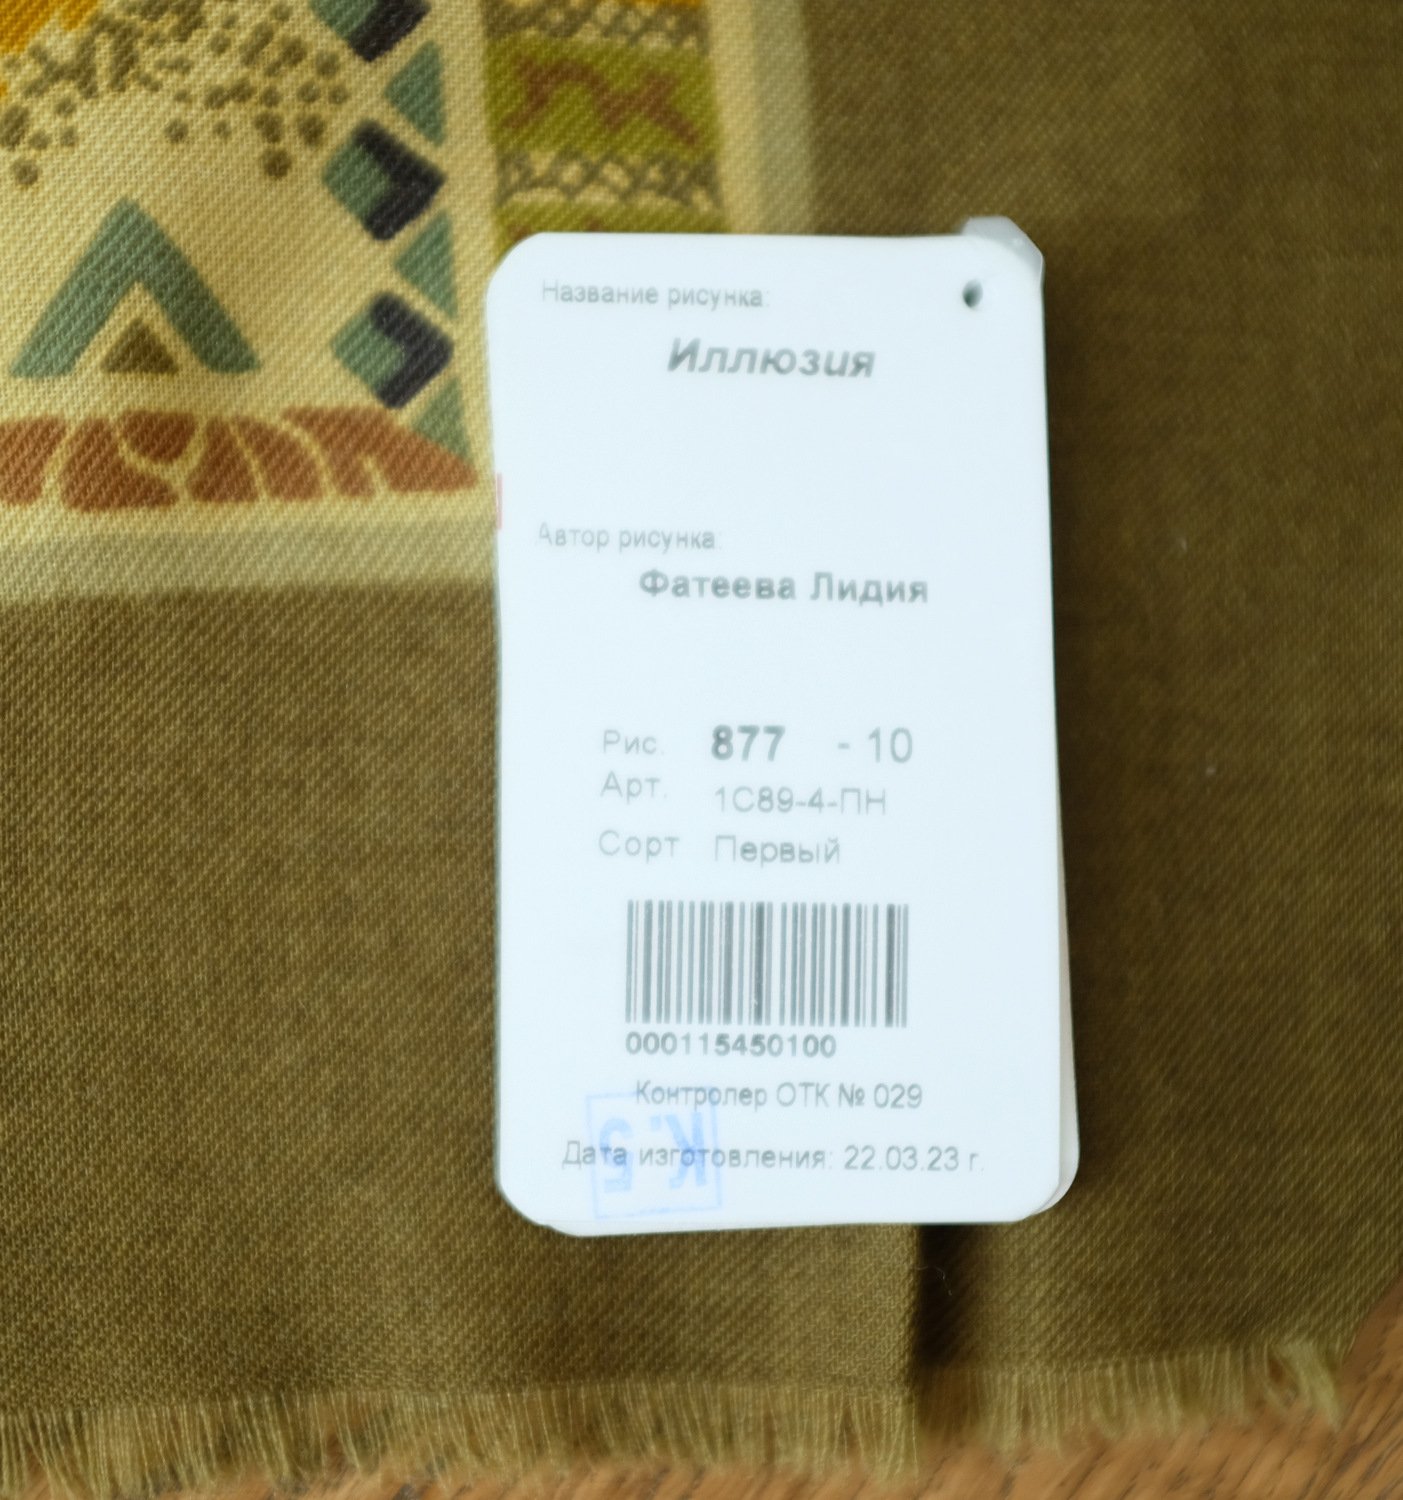 Название рисунка:
Иллюзия
Автор рисунка:
Фатеева Лидия
Рис. 877 - 10
Арт. 1С89-4-ПН
Сорт Первый
000115450100
Контролер ОТК № 029
К.5
Дата изготовления: 22.03.23 г.